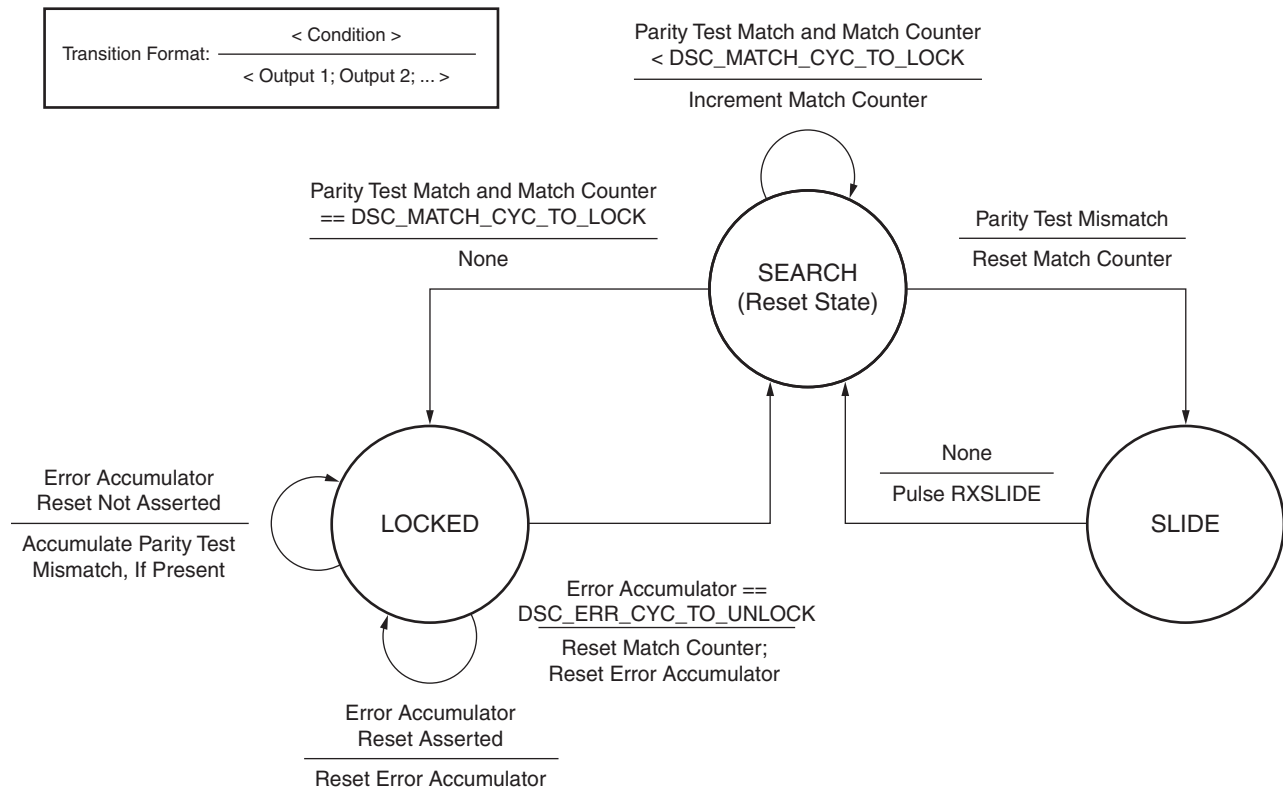 Transition Format:
< Condition >
< Output 1; Output 2; ... >
Parity Test Match and Match Counter
< DSC_MATCH_CYC_TO_LOCK
Increment Match Counter
Parity Test Match and Match Counter
== DSC_MATCH_CYC_TO_LOCK
None
Parity Test Mismatch
Reset Match Counter
SEARCH
(Reset State)
None
Pulse RXSLIDE
Error Accumulator
Reset Not Asserted
Accumulate Parity Test
Mismatch, If Present
LOCKED
SLIDE
Error Accumulator ==
DSC_ERR_CYC_TO_UNLOCK
Reset Match Counter;
Reset Error Accumulator
Error Accumulator
Reset Asserted
Reset Error Accumulator